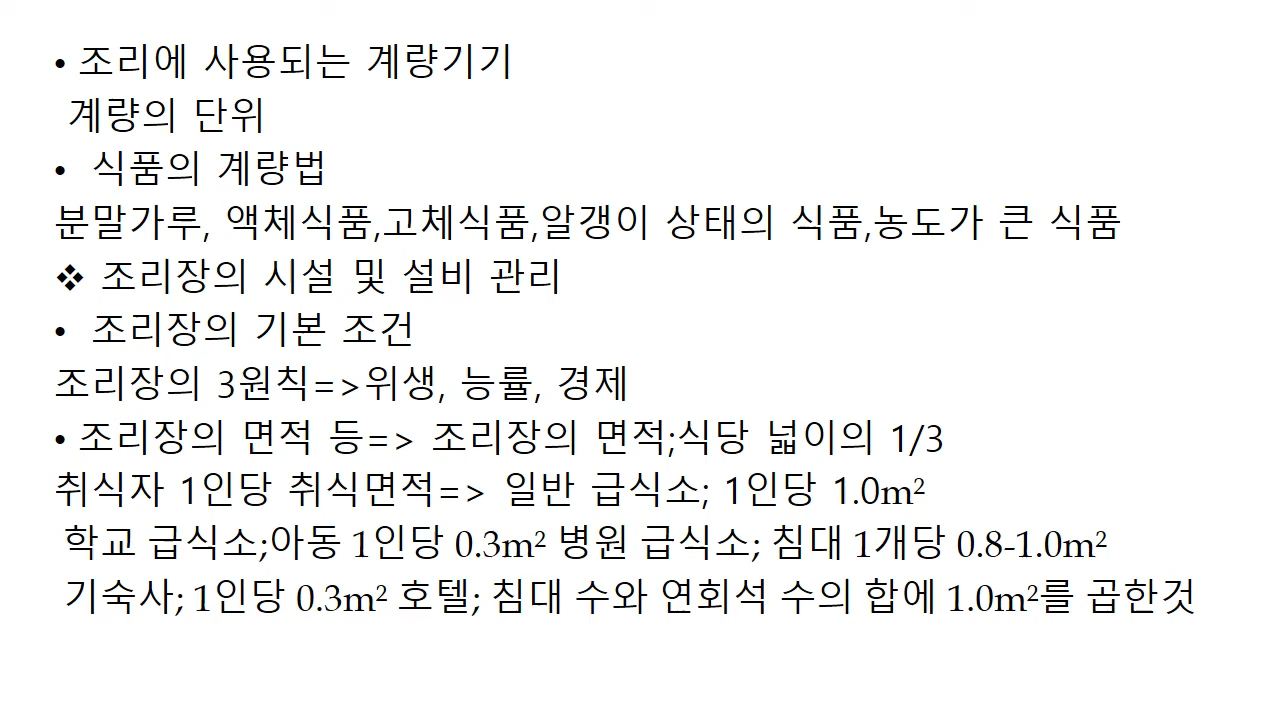 • 조리에 사용되는 계량기기
계량의 단위
• 식품의 계량법
분말가루, 액체식품,고체식품,알갱이 상태의 식품,농도가 큰 식품
❖ 조리장의 시설 및 설비 관리
• 조리장의 기본 조건
조리장의 3원칙=>위생, 능률, 경제
• 조리장의 면적 등=> 조리장의 면적;식당 넓이의 1/3
취식자 1인당 취식면적=> 일반 급식소; 1인당 1.0m²
학교 급식소;아동 1인당 0.3m² 병원 급식소; 침대 1개당 0.8-1.0m²
기숙사; 1인당 0.3m² 호텔; 침대 수와 연회석 수의 합에 1.0m²를 곱한것